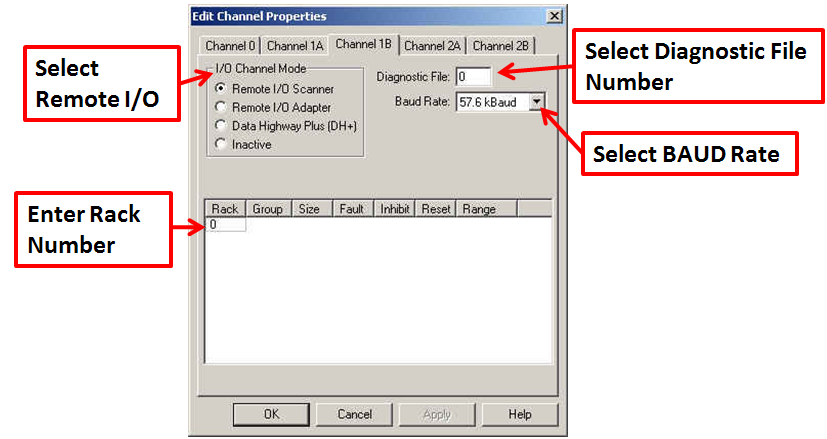 Edit Channel Properties
Channel 0 Channel 1A Channel 1B Channel 2A Channel 2B
Select
Remote I/O
I/O Channel Mode
Remote I/O Scanner
Remote I/O Adapter
Data Highway Plus (DH+)
Inactive
Diagnostic File: 0
Baud Rate: 57.6 kBaud
Select Diagnostic File
Number
Select BAUD Rate
Enter Rack
Number
Rack Group Size Fault Inhibit Reset Range
0
OK Cancel Apply Help